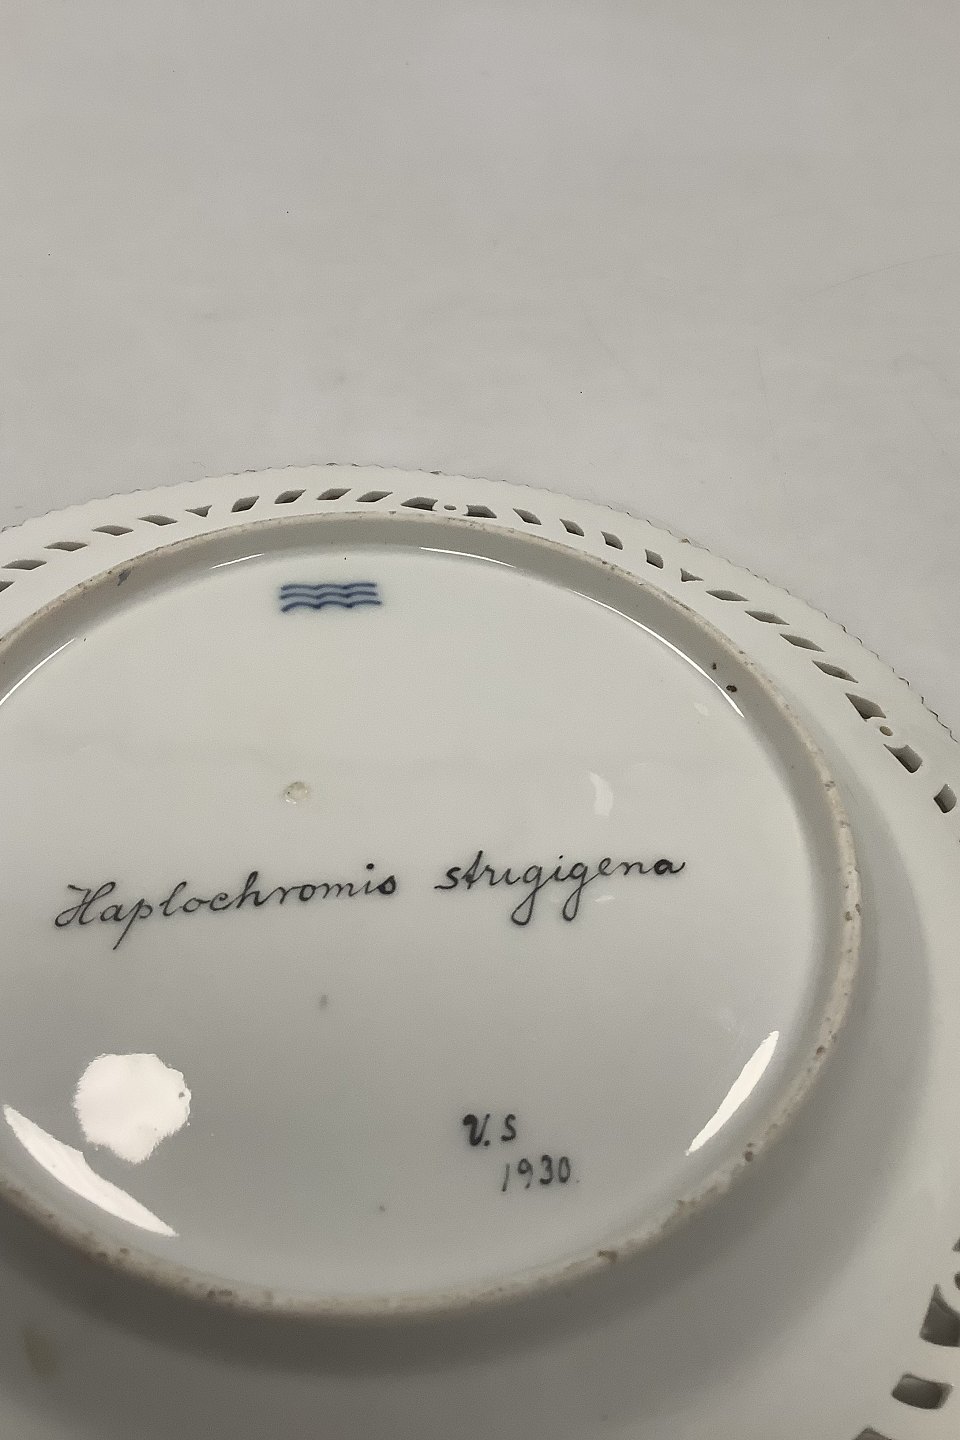 Haplochromis strigigena
V. S
1930.